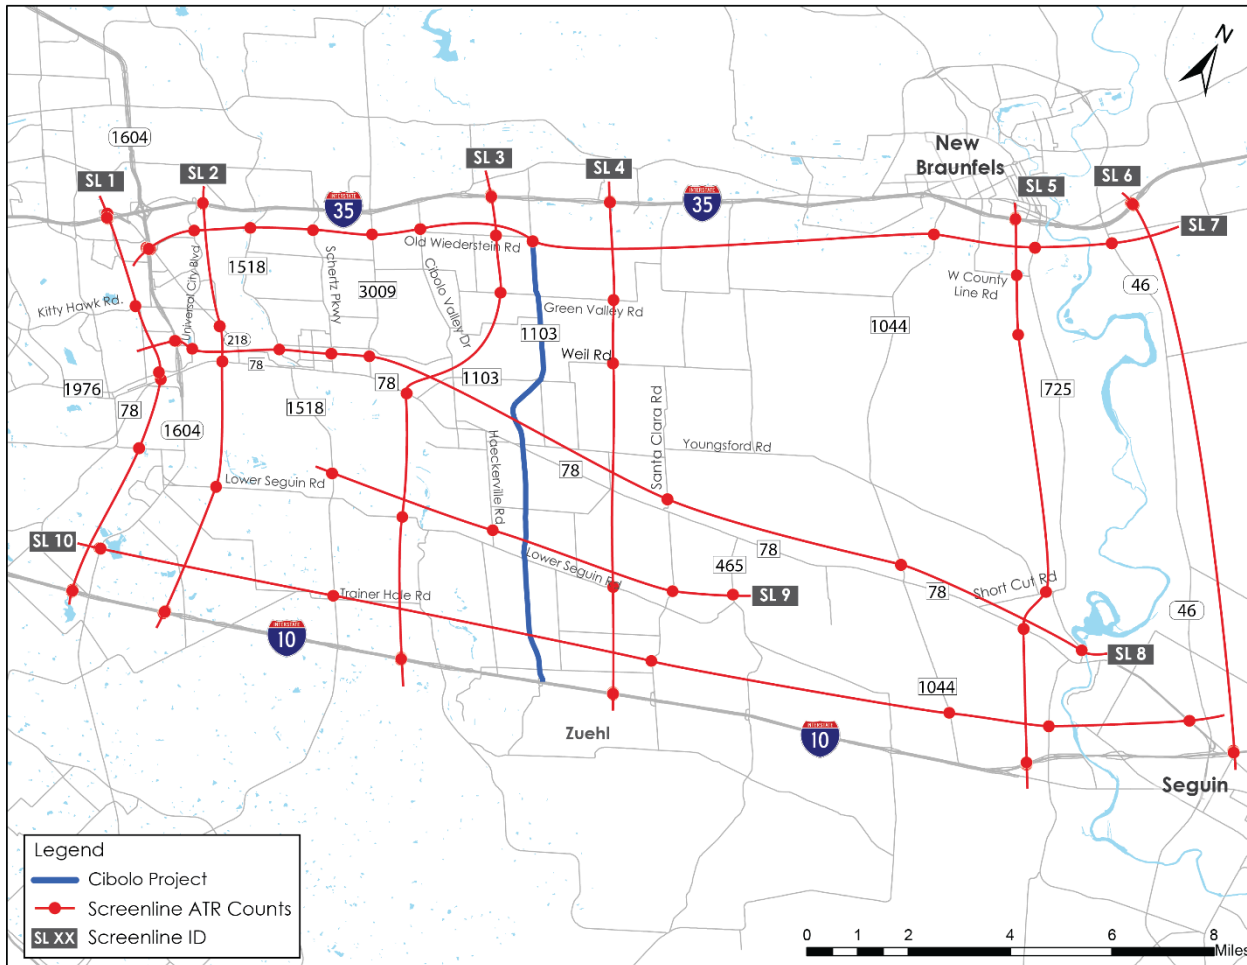 N
1604
New
Braunfels
SL 1
SL 2
SL 3
SL 4
SL 5
SL 6
SL 7
INTERSTATE
35
INTERSTATE
35
Old Wiederstein Rd
1518
Universal City Blvd
Schertz Pkwy
3009
Cibolo Valley Dr
W County
Line Rd
46
Kitty Hawk Rd.
Green Valley Rd
218
1103
1044
78
Weil Rd
1976
78
78
1103
725
1604
1518
Haeckerville Rd
Santa Clara Rd
Youngsford Rd
78
Lower Seguin Rd
SL 10
78
Lower Seguin Rd
465
Short Cut Rd
78
Trainer Hale Rd
SL 9
46
INTERSTATE
10
SL 8
1044
Zuehl
INTERSTATE
10
Seguin
Legend
Cibolo Project
Screenline ATR Counts
SL XX Screenline ID
0 1 2 4 6 8
Miles